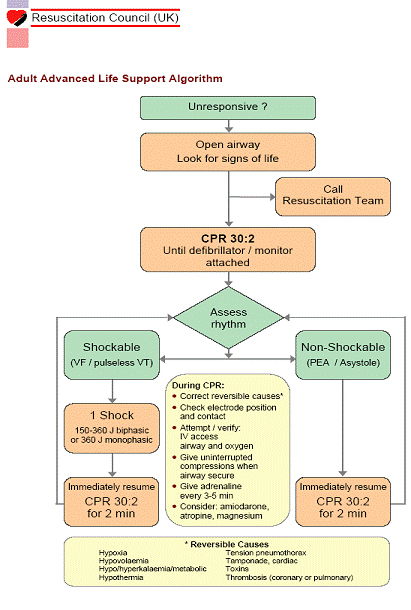 Resuscitation Council (UK)
Adult Advanced Life Support Algorithm
Unresponsive ?
Open airway
Look for signs of life
Call
Resuscitation Team
CPR 30:2
Until defibrillator / monitor
attached
Assess
rhythm
Shockable
(VF / pulseless VT)
Non-Shockable
(PEA / Asystole)
1 Shock
150-360 J biphasic
or 360 J monophasic
Immediately resume
CPR 30:2
for 2 min
During CPR:
• Correct reversible causes*
• Check electrode position
and contact
• Attempt / verify:
IV access
airway and oxygen
• Give uninterrupted
compressions when
airway secure
• Give adrenaline
every 3-5 min
• Consider: amiodarone,
atropine, magnesium
Immediately resume
CPR 30:2
for 2 min
* Reversible Causes
Hypoxia Tension pneumothorax
Hypovolaemia Tamponade, cardiac
Hypo/hyperkalaemia/metabolic Toxins
Hypothermia Thrombosis (coronary or pulmonary)